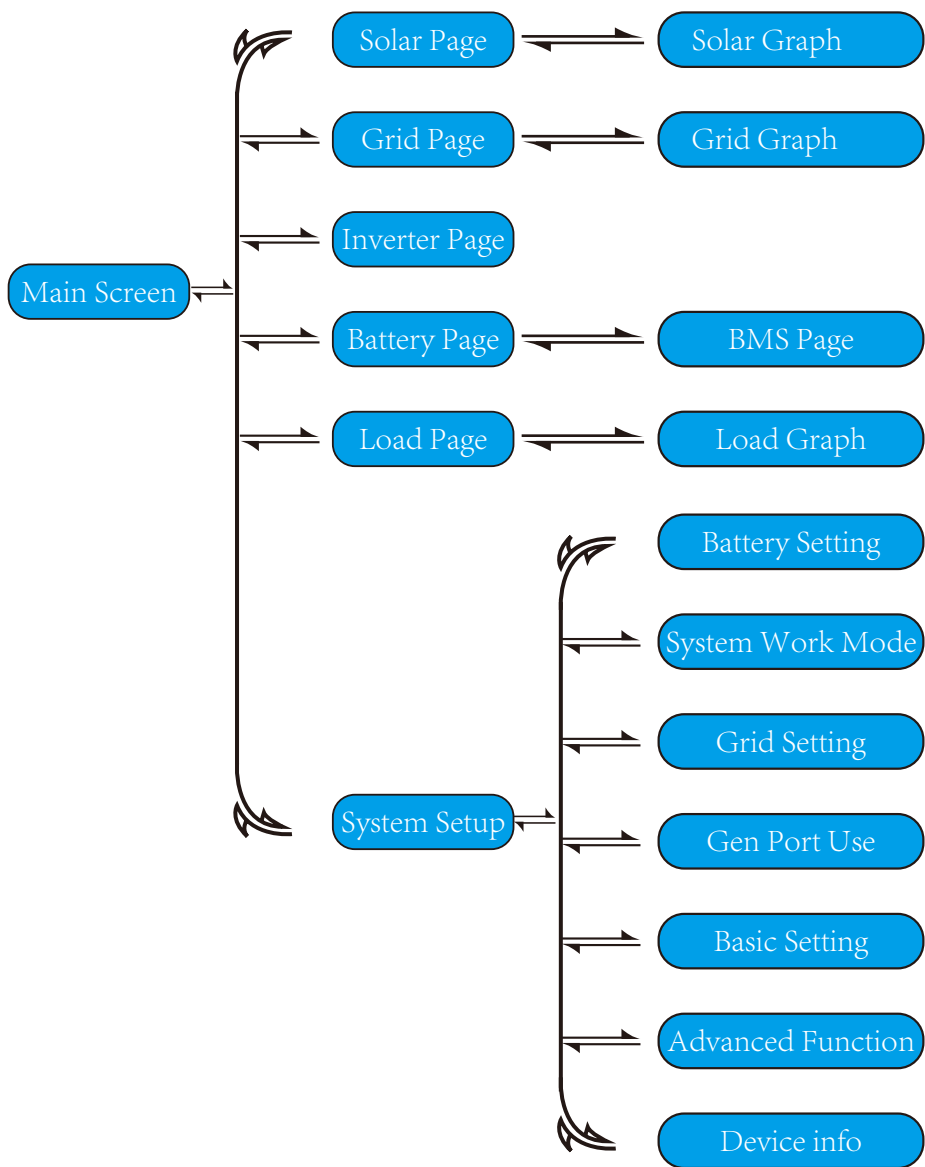 Solar Page
Solar Graph
Grid Page
Grid Graph
Inverter Page
Main Screen
Battery Page
BMS Page
Load Page
Load Graph
Battery Setting
System Work Mode
Grid Setting
System Setup
Gen Port Use
Basic Setting
Advanced Function
Device info